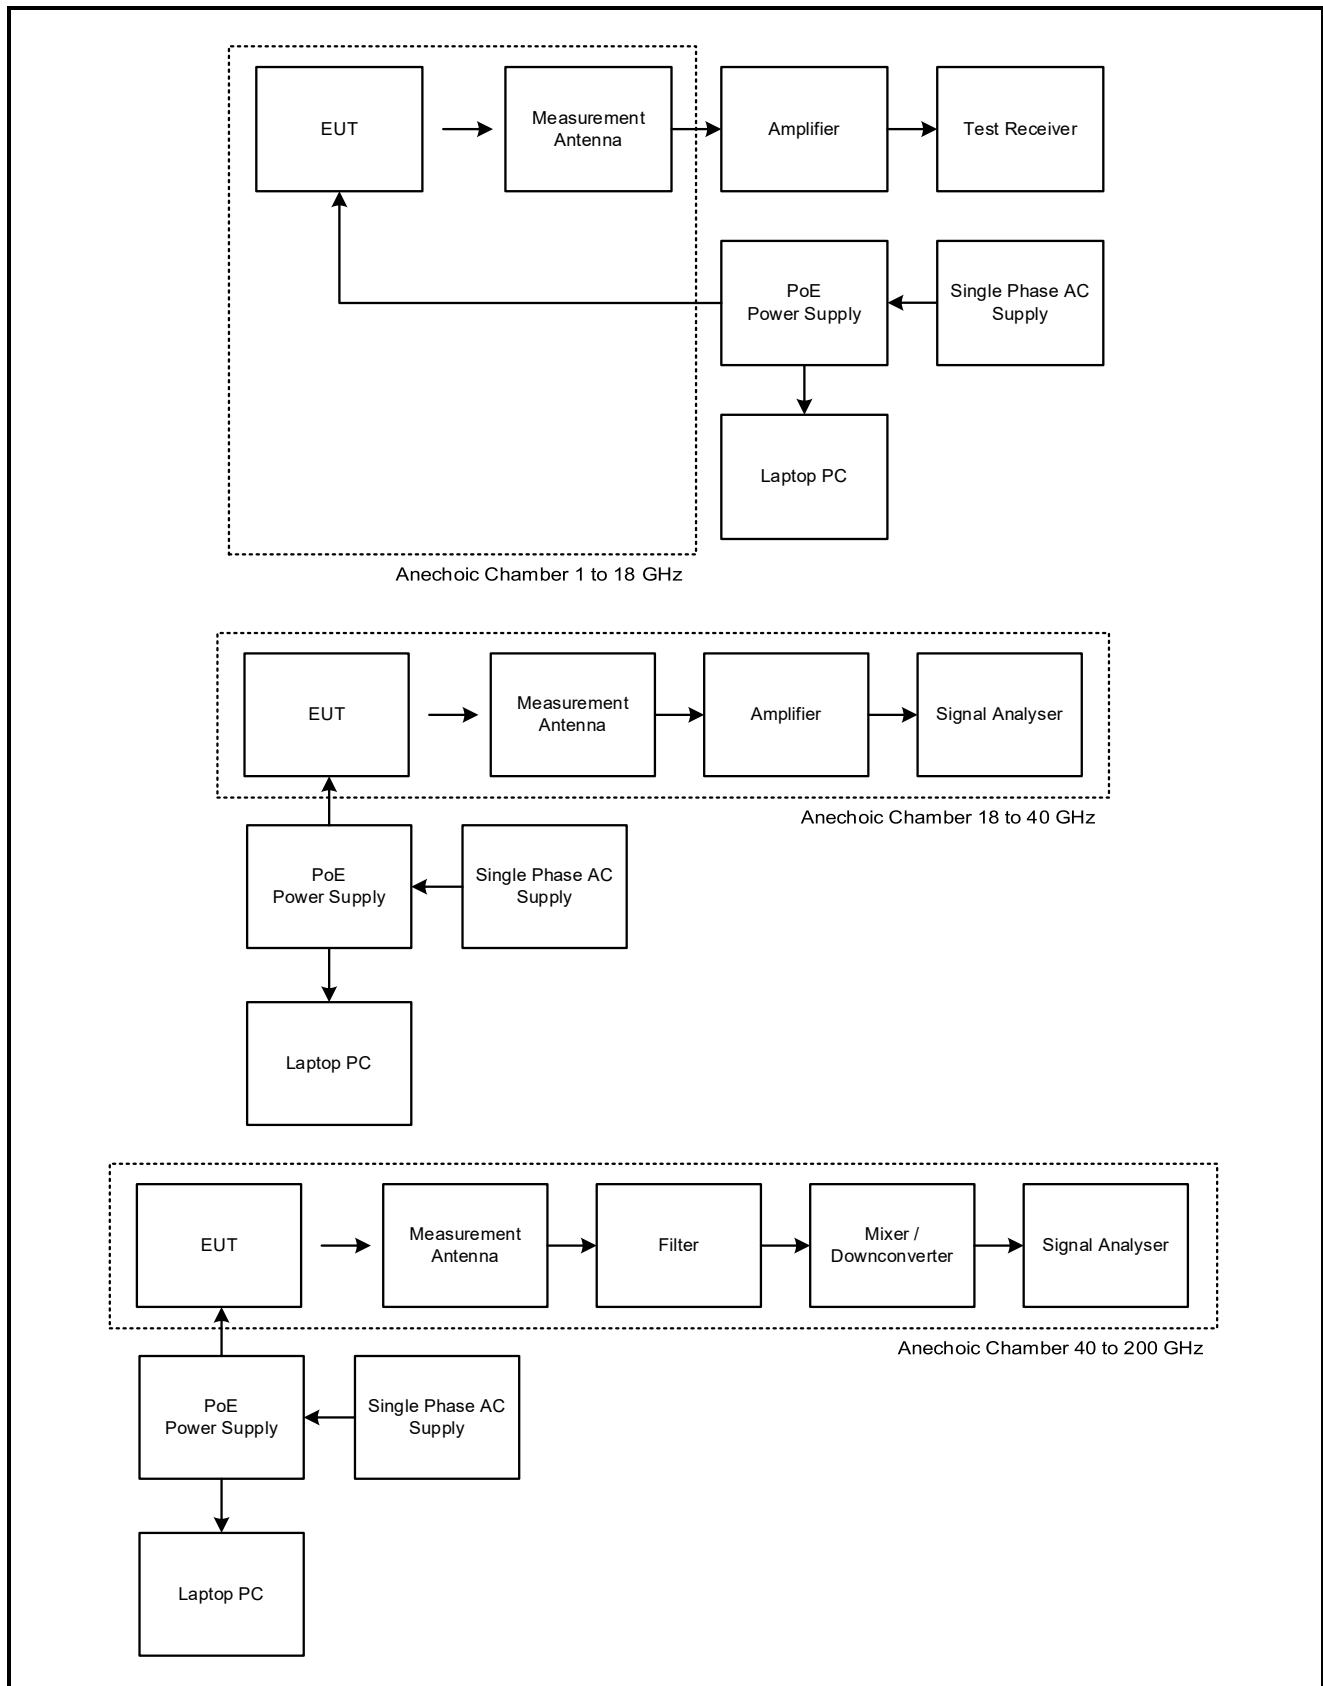 EUT
Measurement
Antenna
Amplifier
Test Receiver
PoE
Power Supply
Single Phase AC
Supply
Laptop PC
Anechoic Chamber 1 to 18 GHz
EUT
Measurement
Antenna
Amplifier
Signal Analyser
Anechoic Chamber 18 to 40 GHz
PoE
Power Supply
Single Phase AC
Supply
Laptop PC
EUT
Measurement
Antenna
Filter
Mixer /
Downconverter
Signal Analyser
Anechoic Chamber 40 to 200 GHz
PoE
Power Supply
Single Phase AC
Supply
Laptop PC